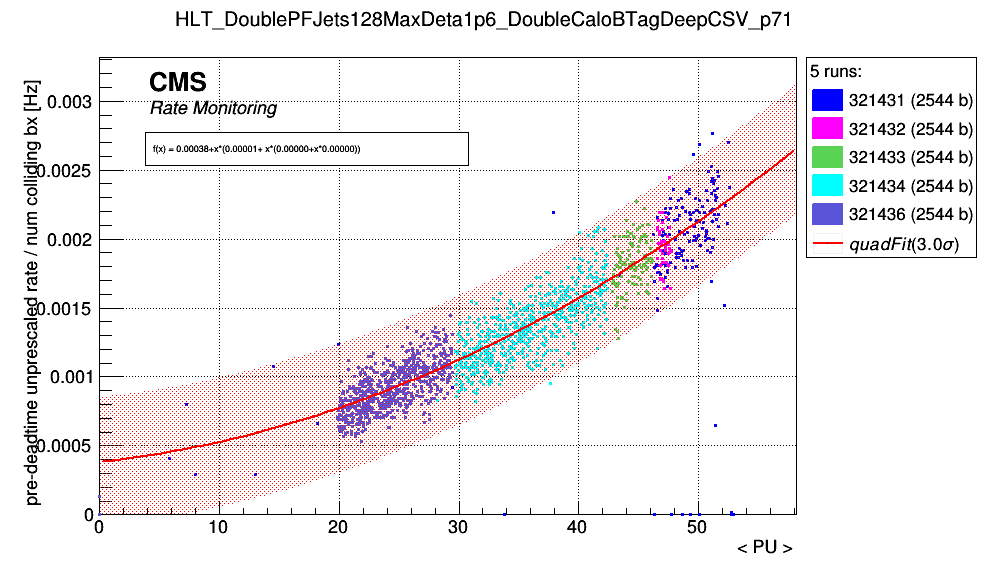 HLT_DoublePFJets128MaxDeta1p6_DoubleCaloBTagDeepCSV_p71
pre-deadtime unprescaled rate / num colliding bx [Hz]
0.003
0.0025
0.002
0.0015
0.001
0.0005
0
CMS
Rate Monitoring
f(x) = 0.00038+x*(0.00001+ x*(0.00000+x*0.00000))
0 10 20 30 40 50
< PU >
5 runs:
321431 (2544 b)
321432 (2544 b)
321433 (2544 b)
321434 (2544 b)
321436 (2544 b)
quadFit(3.0σ)